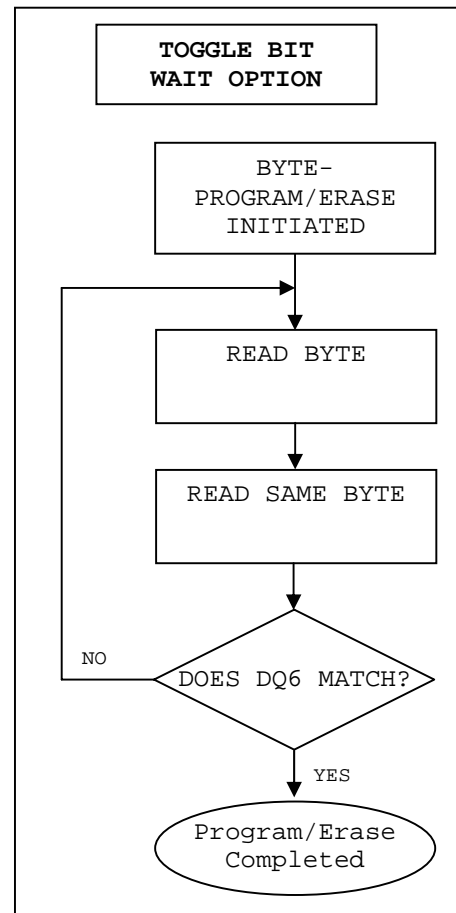 TOGGLE BIT
WAIT OPTION
BYTE-
PROGRAM/ERASE
INITIATED
READ BYTE
READ SAME BYTE
NO
DOES DQ6 MATCH?
YES
Program/Erase
Completed